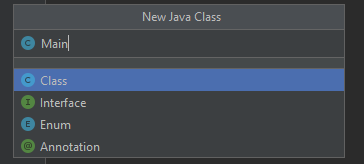 New Java Class
C Main
C Class
I Interface
E Enum
@ Annotation